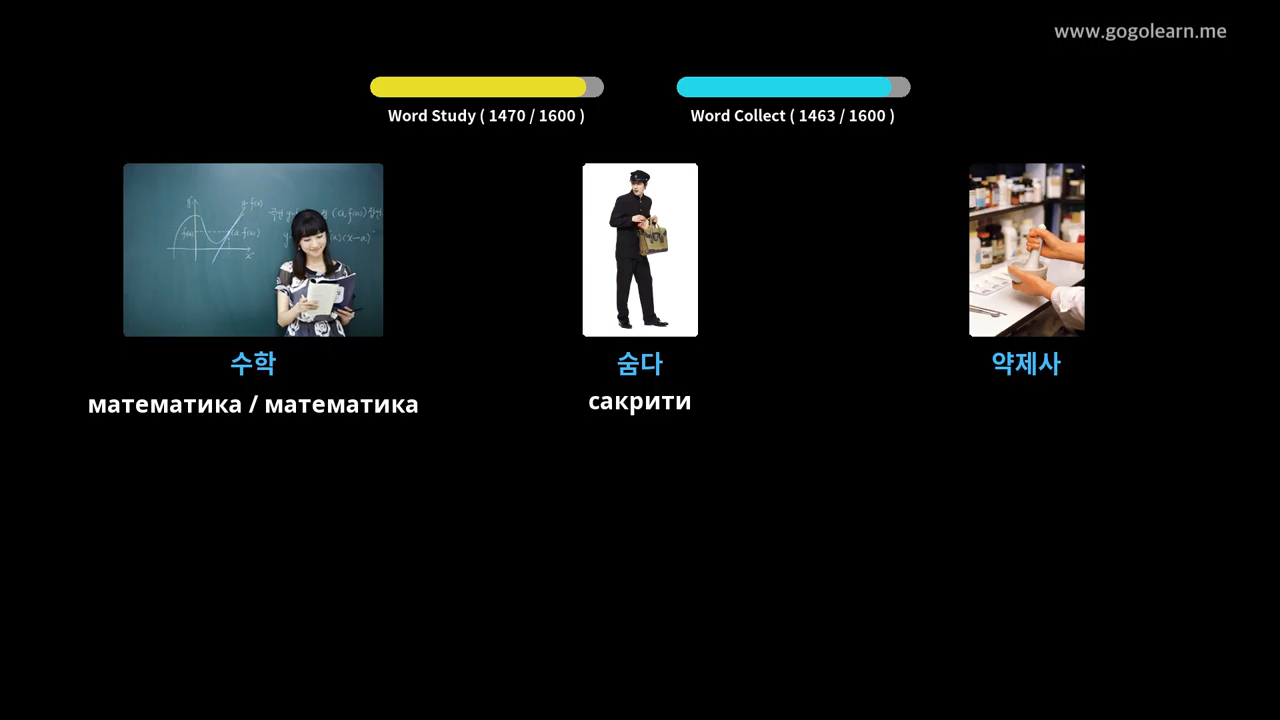 www.gogolearn.me
Word Study ( 1470 / 1600 )
Word Collect ( 1463 / 1600 )
수학
숨다
약제사
математика / математика
сакрити